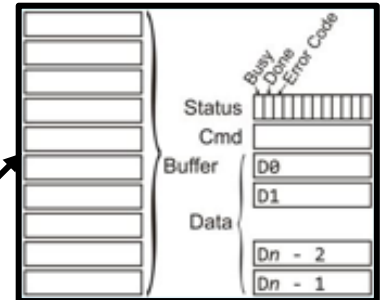 Busy
Done
Error Code
Status
Cmd
Buffer
D0
D1
Data
Dn - 2
Dn - 1